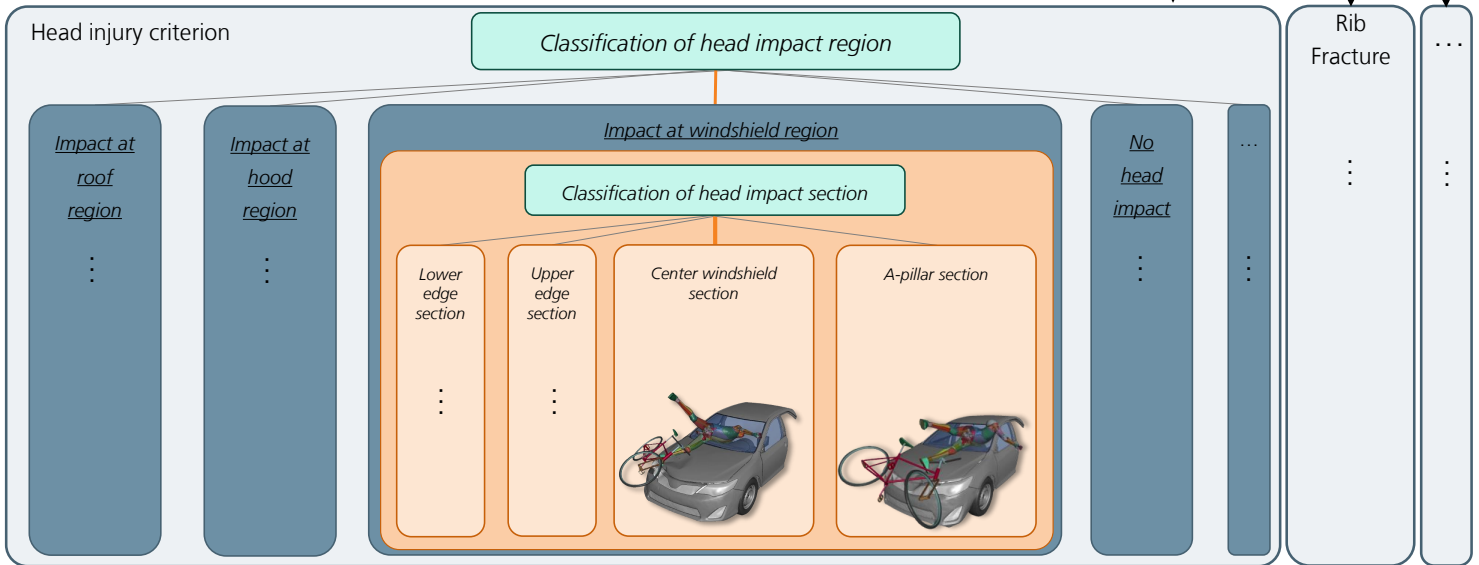 Head injury criterion
Classification of head impact region
Rib
Fracture
...
Impact at
roof
region
⋮
Impact at
hood
region
⋮
Impact at windshield region
Classification of head impact section
Lower
edge
section
⋮
Upper
edge
section
⋮
Center windshield
section
A-pillar section
No
head
impact
⋮
...
⋮
⋮
⋮